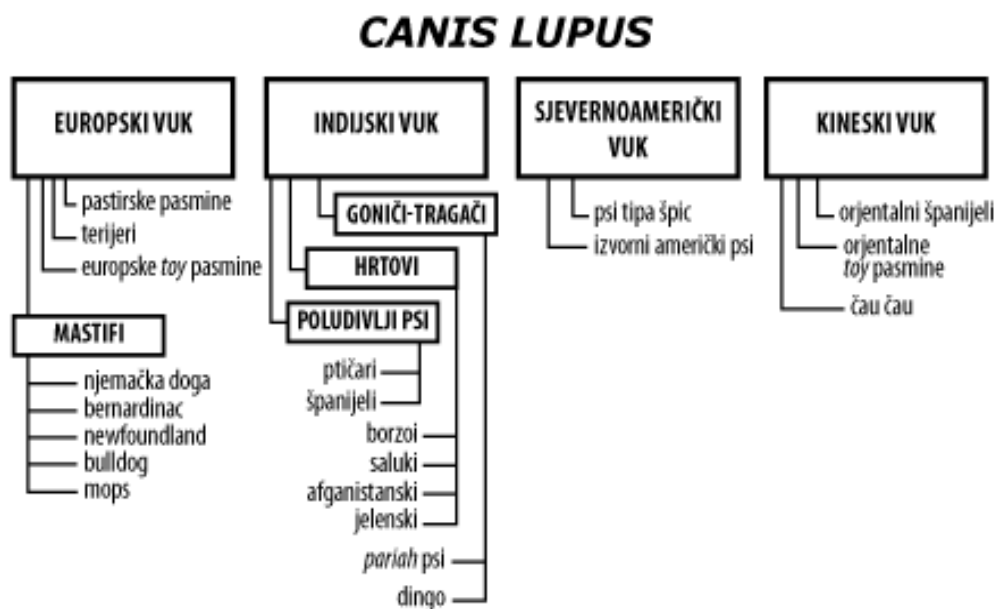 CANIS LUPUS
EUROPSKI VUK
pastirske pasmine
terijeri
europske toy pasmine
MASTIFI
njemačka doga
bernardinac
newfoundland
bulldog
mops
INDIJSKI VUK
GONIČI-TRAGAČI
HRTOVI
POLUDIVLJI PSI
ptičari
španijeli
borzoi
saluki
afganistanski
jelenski
pariah psi
dingo
SJEVERNOAMERIČKI
VUK
psi tipa špic
izvorni američki psi
KINESKI VUK
orjentalni španijeli
orjentalne
toy pasmine
čau čau